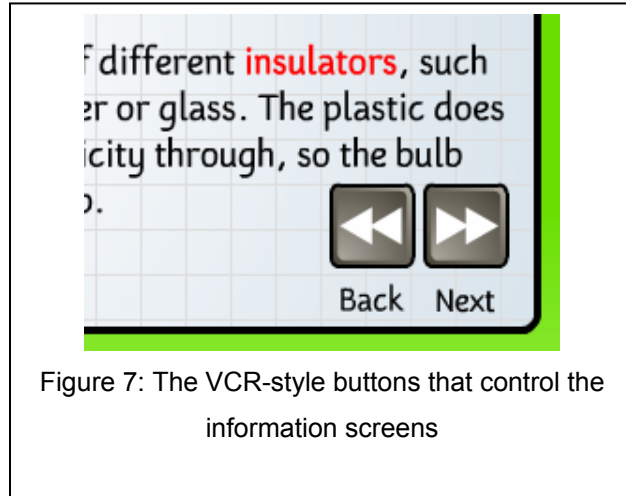 f different insulators, such
er or glass. The plastic does
icity through, so the bulb
.
Back Next
Figure 7: The VCR-style buttons that control the
information screens